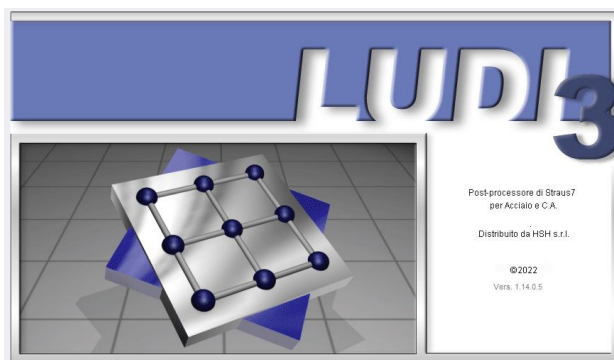 LUDI
3
Post-processore di Straus7
per Acciaio e C.A.
Distribuito da HSH s.r.l.
©2022
Vers. 1.14.0.5